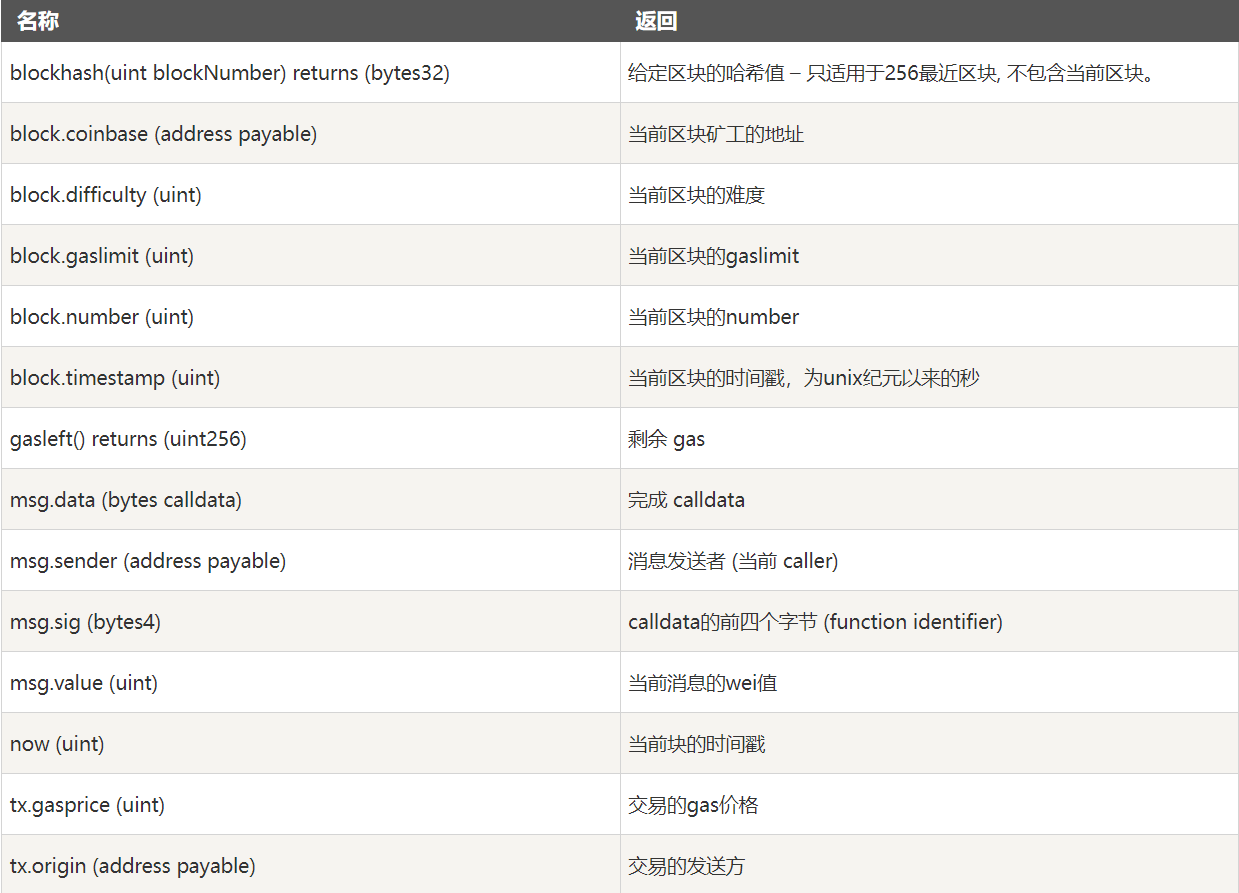 名称 返回
blockhash(uint blockNumber) returns (bytes32) 给定区块的哈希值 – 只适用于256最近区块, 不包含当前区块。
block.coinbase (address payable) 当前区块矿工的地址
block.difficulty (uint) 当前区块的难度
block.gaslimit (uint) 当前区块的gaslimit
block.number (uint) 当前区块的number
block.timestamp (uint) 当前区块的时间戳，为unix纪元以来的秒
gasleft() returns (uint256) 剩余 gas
msg.data (bytes calldata) 完成 calldata
msg.sender (address payable) 消息发送者 (当前 caller)
msg.sig (bytes4) calldata的前四个字节 (function identifier)
msg.value (uint) 当前消息的wei值
now (uint) 当前块的时间戳
tx.gasprice (uint) 交易的gas价格
tx.origin (address payable) 交易的发送方